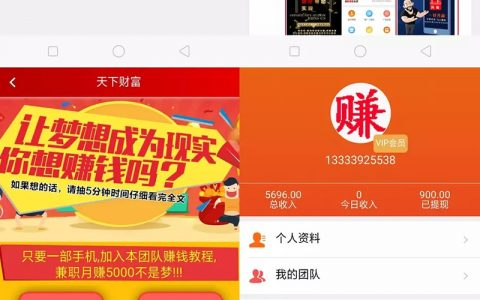 天下财富
让梦想成为现实
你想赚钱吗?
如果想的话,请抽5分钟时间仔细看完全文
只要一部手机,加入本团队赚钱教程,
兼职月赚5000不是梦!!!
赚
VIP会员
13333925538
5696.00
0
900.00
总收入
今日收入
已提现
个人资料
我的团队